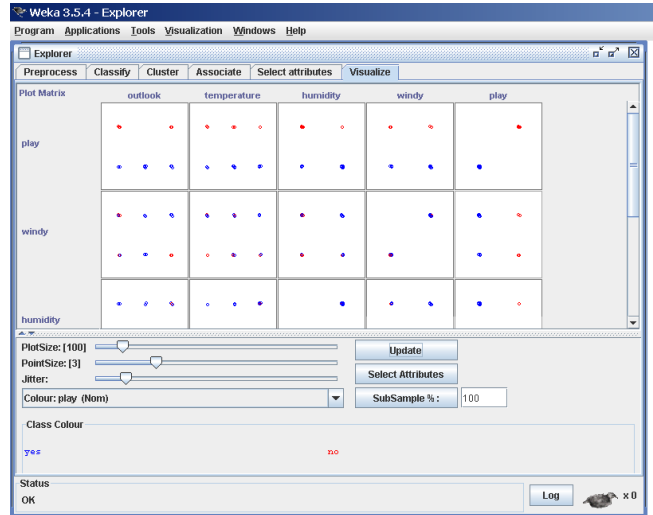 Weka 3.5.4 - Explorer
Program Applications Tools Visualization Windows Help
Explorer
Preprocess Classify Cluster Associate Select attributes Visualize
Plot Matrix outlook temperature humidity windy play
play
windy
humidity
PlotSize: [100]
PointSize: [3]
Jitter:
Update
Select Attributes
Colour: play (Nom) SubSample % : 100
Class Colour
yes no
Status
OK
Log x 0